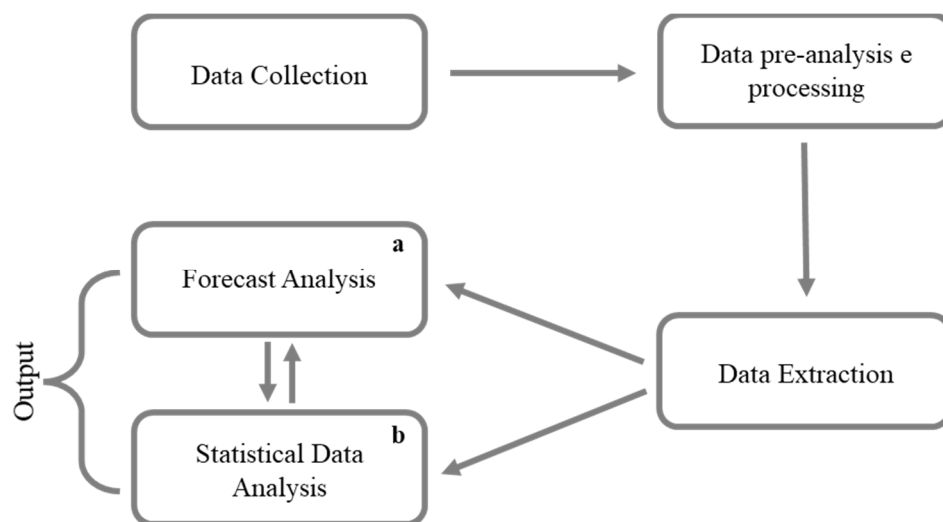 Data Collection
Data pre-analysis e
processing
a
Forecast Analysis
Data Extraction
b
Statistical Data
Analysis
Output